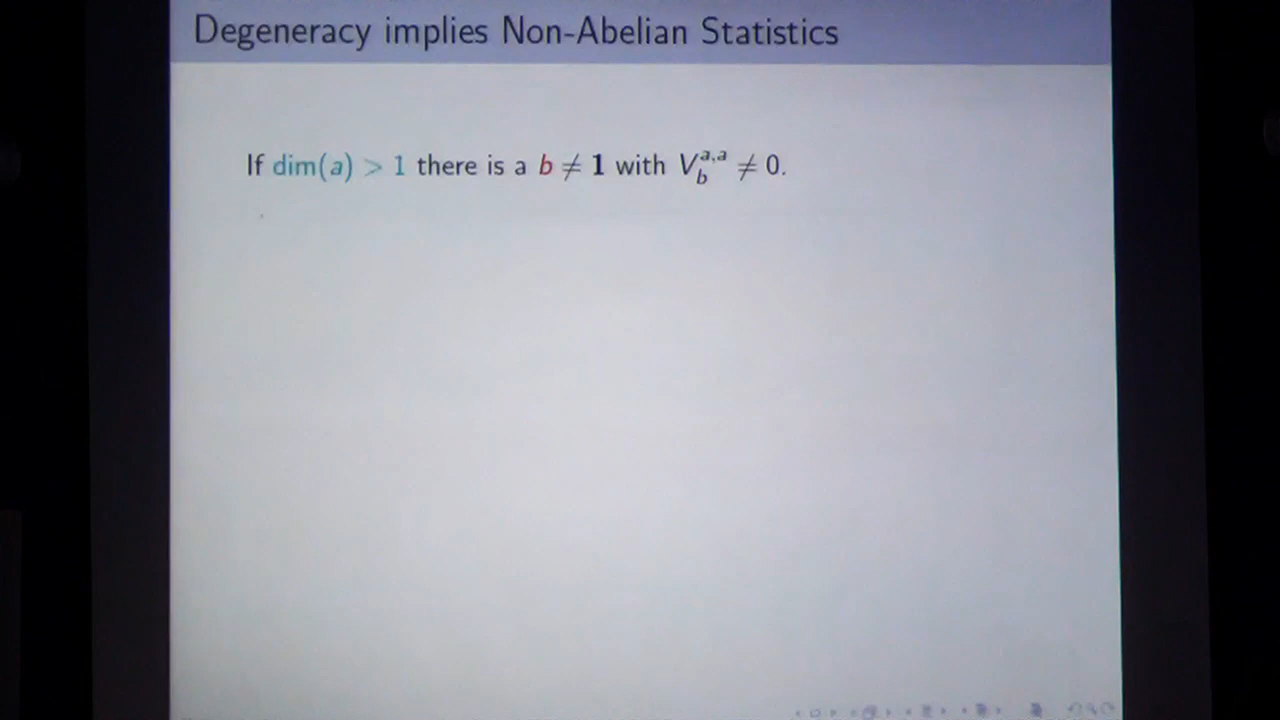 Degeneracy implies Non-Abelian Statistics
If dim(a) > 1 there is a b ≠ 1 with V_b^{a,a} ≠ 0.